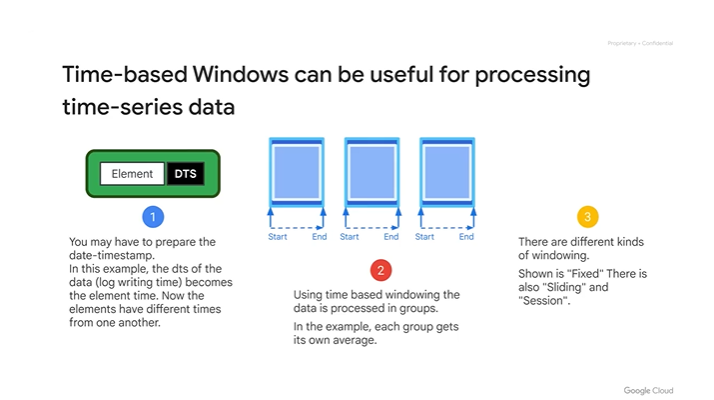 Proprietary + Confidential
Time-based Windows can be useful for processing
time-series data
Element DTS
1
You may have to prepare the
date-timestamp.
In this example, the dts of the
data (log writing time) becomes
the element time. Now the
elements have different times
from one another.
Start End Start End Start End
2
Using time based windowing the
data is processed in groups.
In the example, each group gets
its own average.
3
There are different kinds
of windowing.
Shown is "Fixed" There is
also "Sliding" and
"Session".
Google Cloud